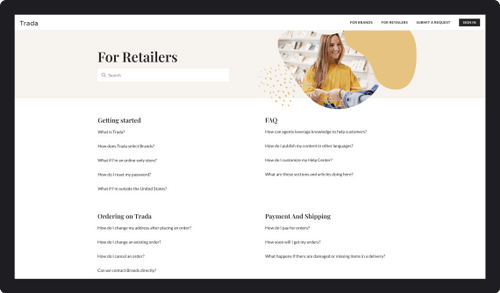 Trada
FOR BRANDS
FOR RETAILERS
SUBMIT A REQUEST
SIGN IN
For Retailers
Search
Getting started
What is Trada?
How does Trada select Brands?
What if I'm an online-only store?
How do I reset my password?
What if I'm outside the United States?
FAQ
How can agents leverage knowledge to help customers?
How do I publish my content in other languages?
How do I customize my Help Center?
What are these sections and articles doing here?
Ordering on Trada
How do I change my address after placing an order?
How do I change an existing order?
How do I cancel an order?
Can we contact Brands directly?
Payment And Shipping
How do I pay for orders?
How soon will I get my orders?
What happens if there are damaged or missing items in a delivery?